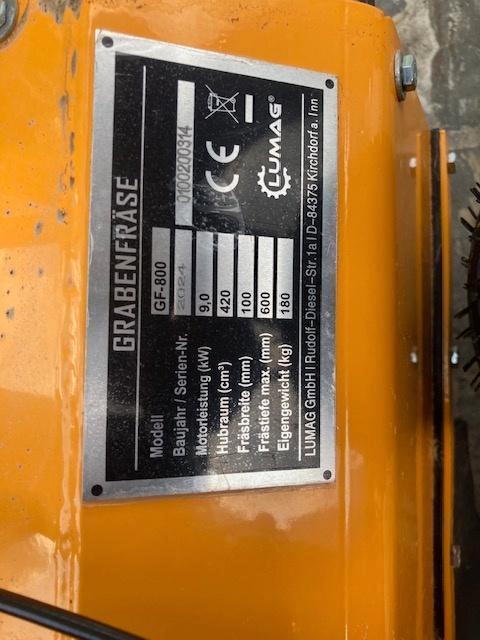 GRABENFRÄSE
Modell GF-800
Baujahr / Serien-Nr. 2024 0100200314
Motorleistung (kW) 9,0
Hubraum (cm³) 420
Fräsbreite (mm) 100
Frästiefe max. (mm) 600
Eigengewicht (kg) 180
CE
LUMAG®
LUMAG GmbH I Rudolf-Diesel-Str.1a I D-84375 Kirchdorf a. Inn